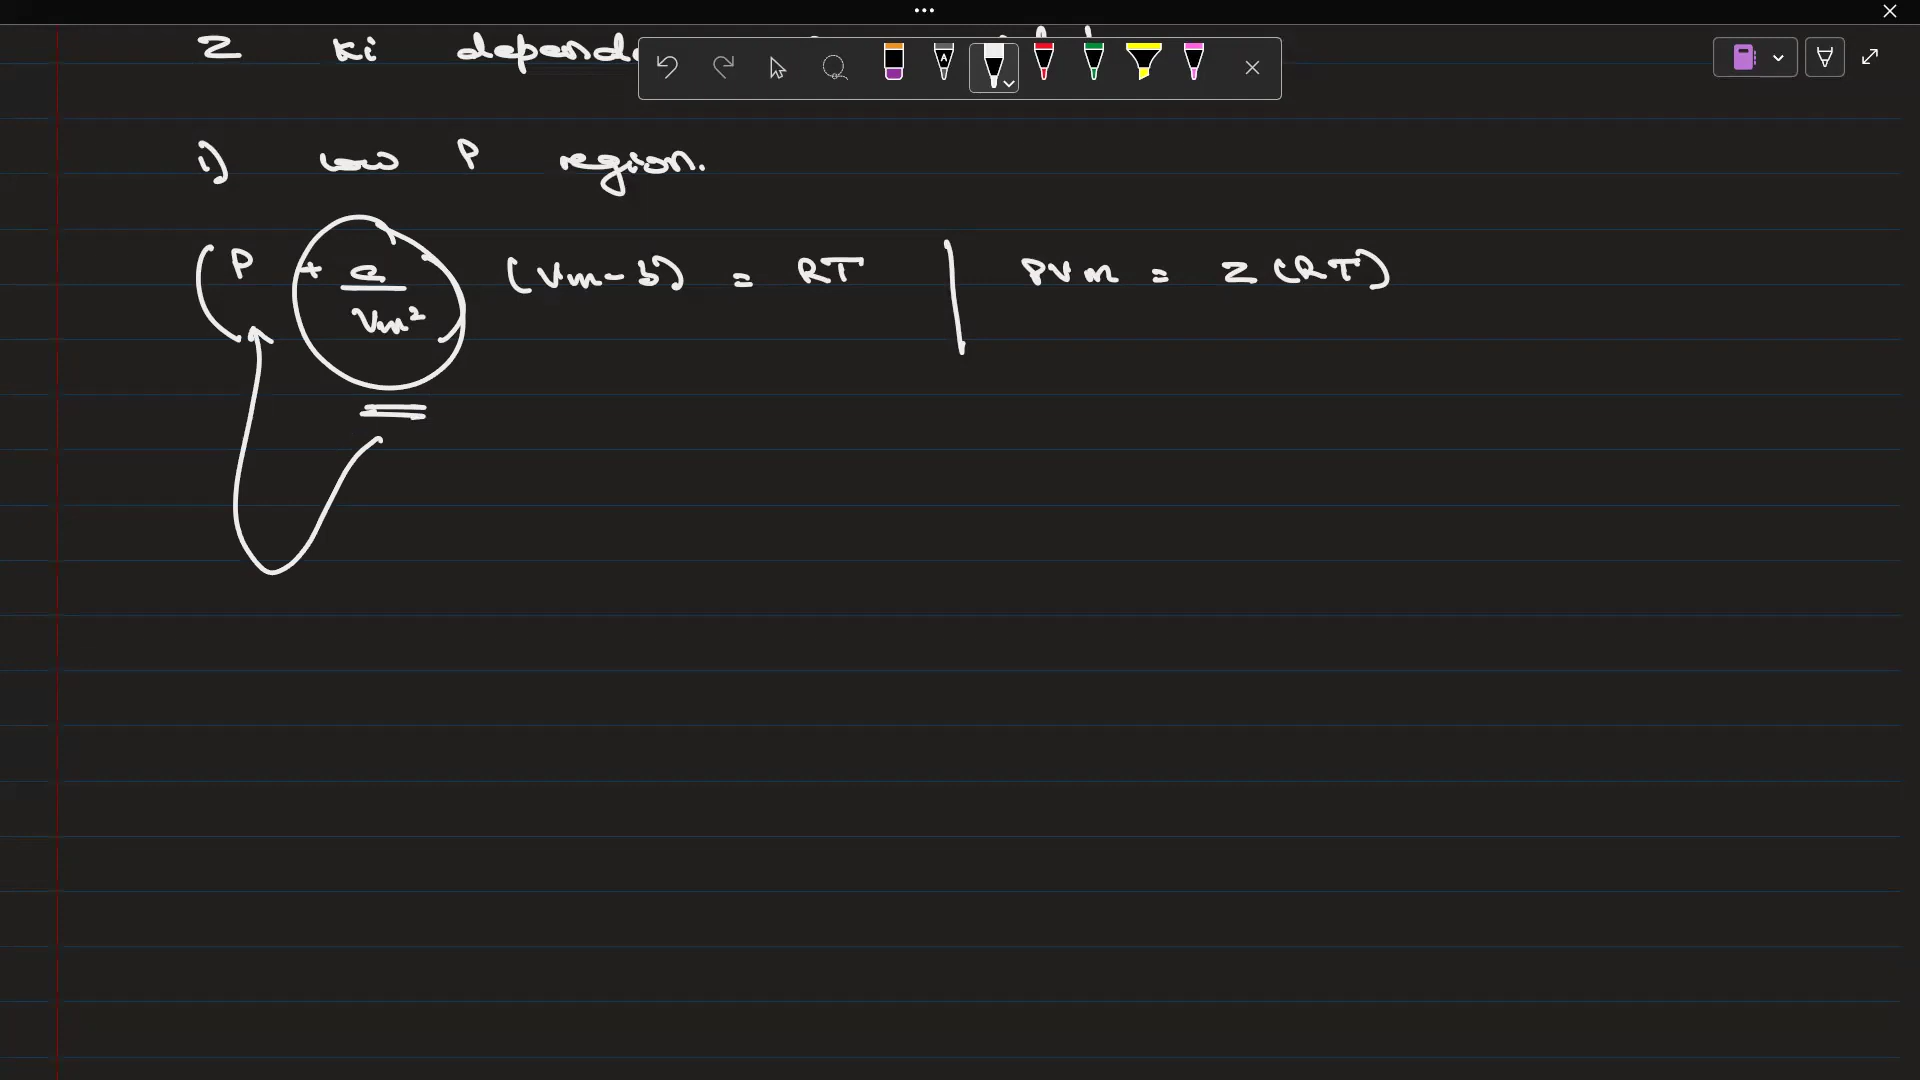 Z ki
i) low P region.
(P + a/Vm²) (Vm - b) = RT | PVm = Z (RT)